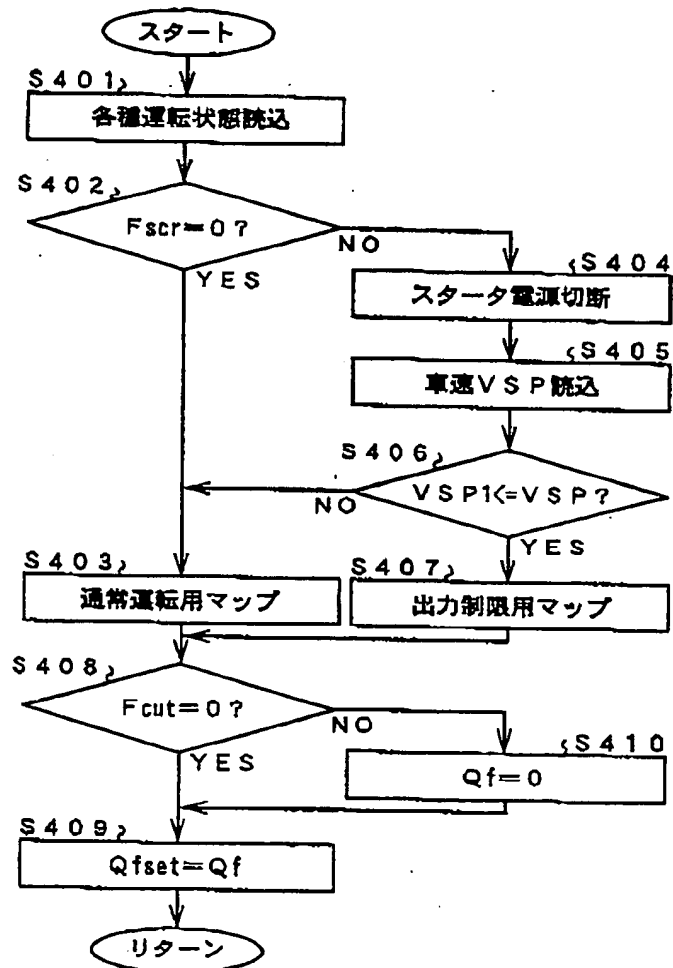 スタート
S401
各種運転状態読込
S402
Fscr=0?
NO
YES
S404
スタータ電源切断
S405
車速VSP読込
S406
VSP1<=VSP?
NO
YES
S403
通常運転用マップ
S407
出力制限用マップ
S408
Fcut=0?
NO
YES
S410
Qf=0
S409
Qfset=Qf
リターン